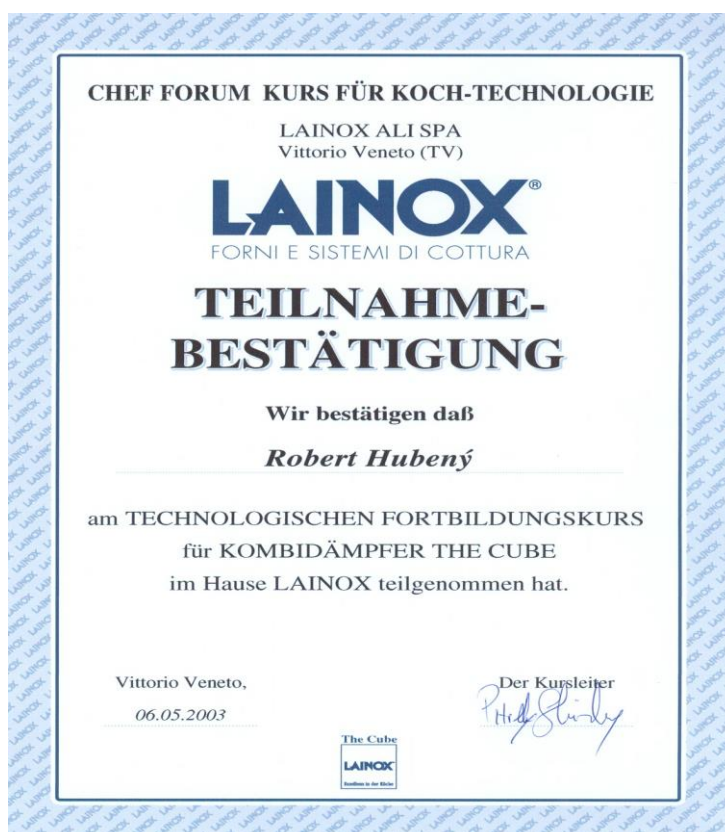 CHEF FORUM KURS FÜR KOCH-TECHNOLOGIE
LAINOX ALI SPA
Vittorio Veneto (TV)
LAINOX®
FORNI E SISTEMI DI COTTURA
TEILNAHME-
BESTÄTIGUNG
Wir bestätigen daß
Robert Hubený
am TECHNOLOGISCHEN FORTBILDUNGSKURS
für KOMBIDÄMPFER THE CUBE
im Hause LAINOX teilgenommen hat.
Vittorio Veneto,
06.05.2003
Der Kursleiter
The Cube
LAINOX